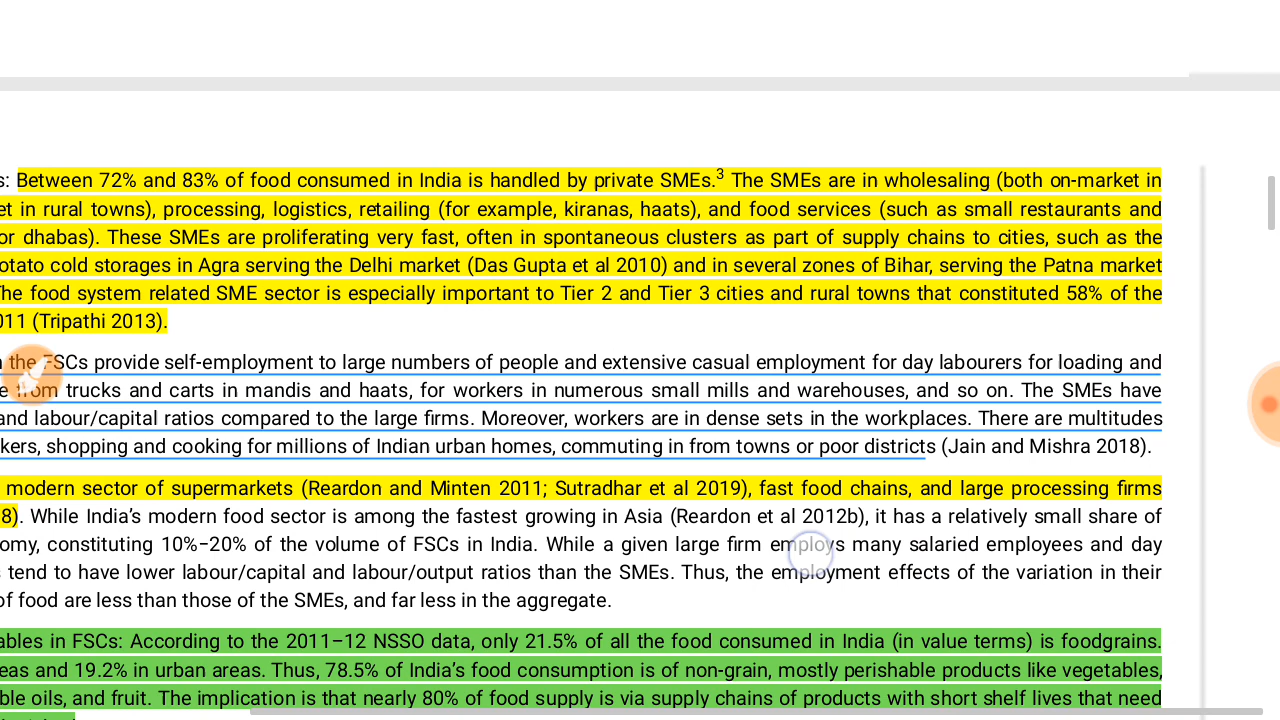 s: Between 72% and 83% of food consumed in India is handled by private SMEs.3 The SMEs are in wholesaling (both on-market in
et in rural towns), processing, logistics, retailing (for example, kiranas, haats), and food services (such as small restaurants and
or dhabas). These SMEs are proliferating very fast, often in spontaneous clusters as part of supply chains to cities, such as the
otato cold storages in Agra serving the Delhi market (Das Gupta et al 2010) and in several zones of Bihar, serving the Patna market
The food system related SME sector is especially important to Tier 2 and Tier 3 cities and rural towns that constituted 58% of the
011 (Tripathi 2013).
the FSCs provide self-employment to large numbers of people and extensive casual employment for day labourers for loading and
e from trucks and carts in mandis and haats, for workers in numerous small mills and warehouses, and so on. The SMEs have
and labour/capital ratios compared to the large firms. Moreover, workers are in dense sets in the workplaces. There are multitudes
kers, shopping and cooking for millions of Indian urban homes, commuting in from towns or poor districts (Jain and Mishra 2018).
modern sector of supermarkets (Reardon and Minten 2011; Sutradhar et al 2019), fast food chains, and large processing firms
8). While India’s modern food sector is among the fastest growing in Asia (Reardon et al 2012b), it has a relatively small share of
omy, constituting 10%–20% of the volume of FSCs in India. While a given large firm employs many salaried employees and day
s tend to have lower labour/capital and labour/output ratios than the SMEs. Thus, the employment effects of the variation in their
of food are less than those of the SMEs, and far less in the aggregate.
ables in FSCs: According to the 2011–12 NSSO data, only 21.5% of all the food consumed in India (in value terms) is foodgrains.
eas and 19.2% in urban areas. Thus, 78.5% of India’s food consumption is of non-grain, mostly perishable products like vegetables,
ble oils, and fruit. The implication is that nearly 80% of food supply is via supply chains of products with short shelf lives that need